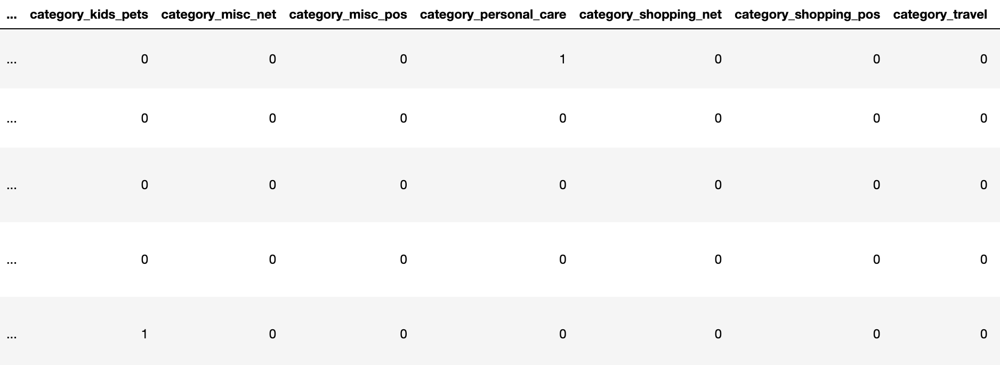 ... category_kids_pets category_misc_net category_misc_pos category_personal_care category_shopping_net category_shopping_pos category_travel
... 0 0 0 1 0 0 0
... 0 0 0 0 0 0 0
... 0 0 0 0 0 0 0
... 0 0 0 0 0 0 0
... 1 0 0 0 0 0 0